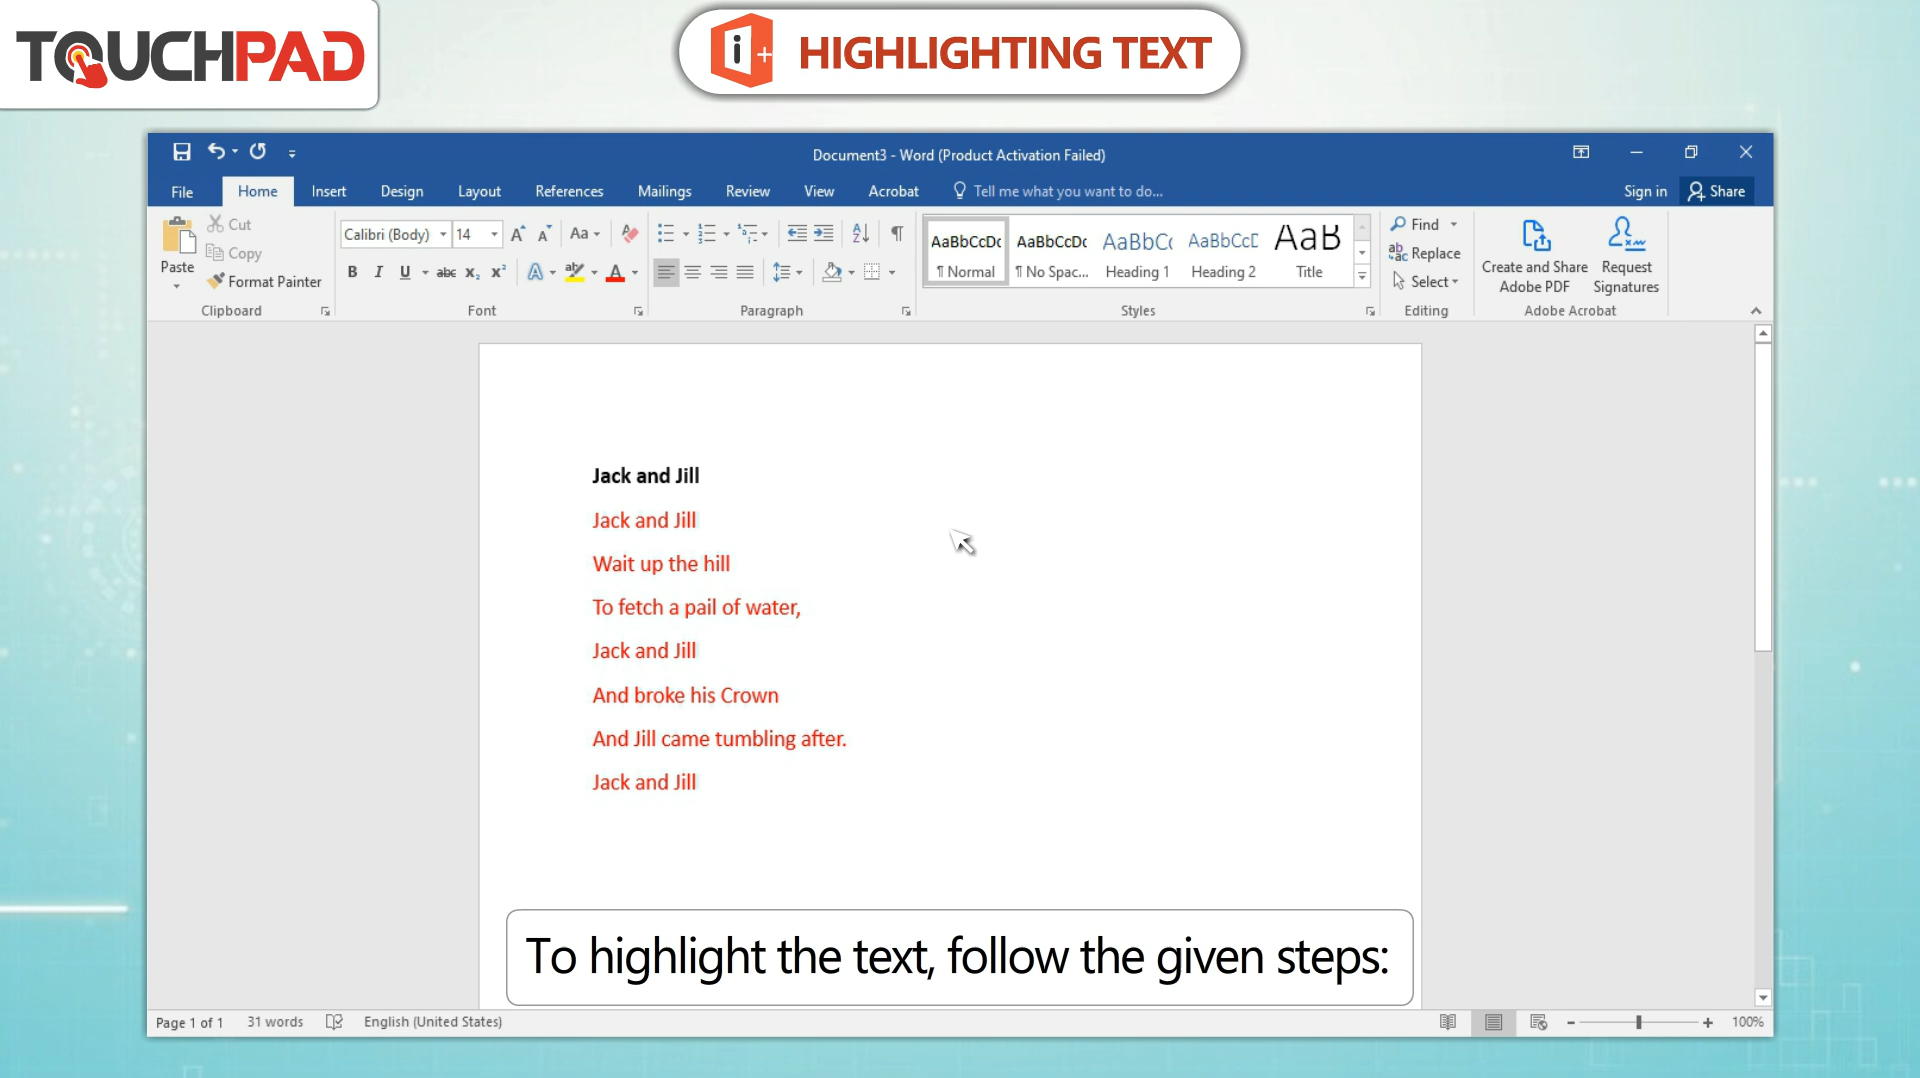 TOUCHPAD
i+ HIGHLIGHTING TEXT
Document3 - Word (Product Activation Failed)
File Home Insert Design Layout References Mailings Review View Acrobat Tell me what you want to do... Sign in Share
Paste
Cut
Copy
Format Painter
Clipboard
Calibri (Body) 14 A A Aa
B I U abc x₂ x² A aby A
Font
Paragraph
AaBbCcDc AaBbCcDc AaBbCc AaBbCcD AaB
¶ Normal ¶ No Spac... Heading 1 Heading 2 Title
Styles
Find
Replace
Select
Editing
Create and Share
Adobe PDF
Request
Signatures
Adobe Acrobat
Jack and Jill
Jack and Jill
Wait up the hill
To fetch a pail of water,
Jack and Jill
And broke his Crown
And Jill came tumbling after.
Jack and Jill
To highlight the text, follow the given steps:
Page 1 of 1 31 words English (United States) 100%